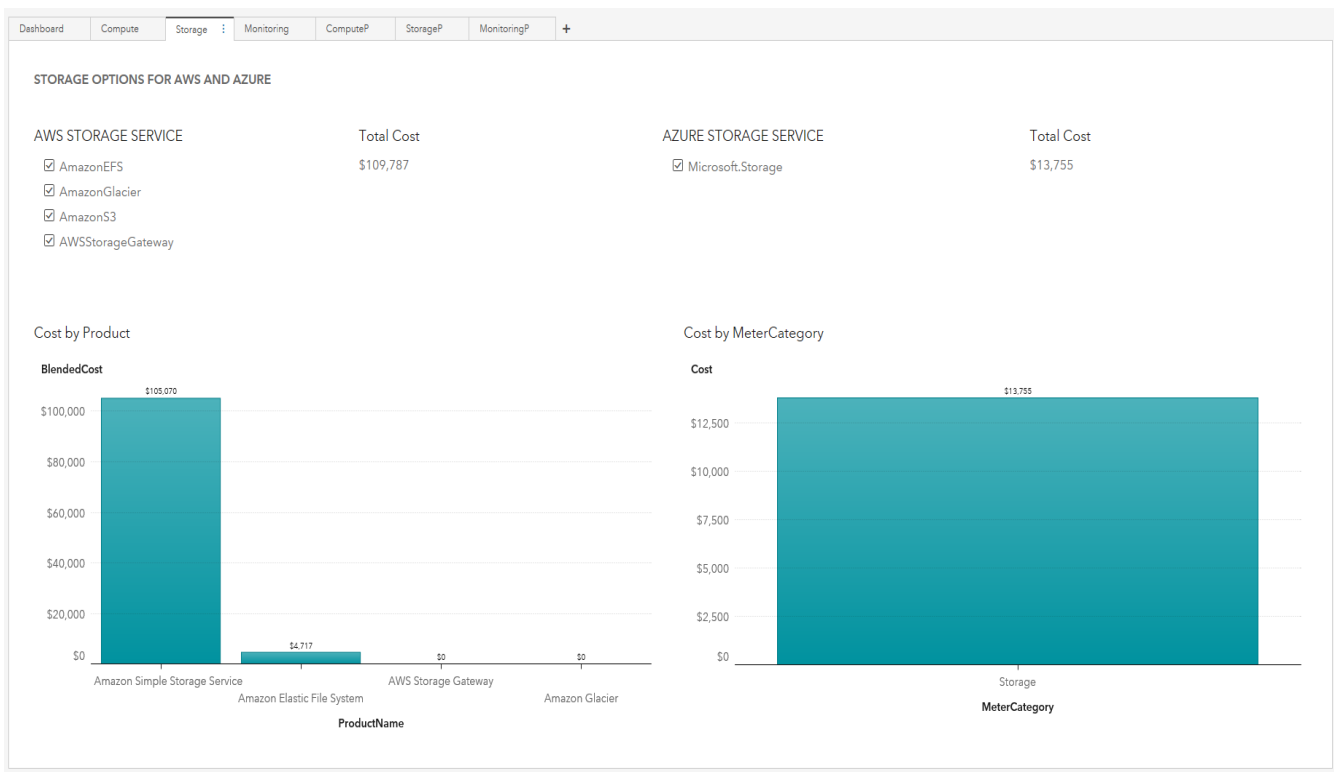 Dashboard Compute Storage Monitoring ComputeP StorageP MonitoringP +
STORAGE OPTIONS FOR AWS AND AZURE
AWS STORAGE SERVICE Total Cost AZURE STORAGE SERVICE Total Cost
AmazonEFS $109,787 Microsoft.Storage $13,755
AmazonGlacier
AmazonS3
AWSStorageGateway
Cost by Product
BlendedCost
$105,070
$100,000
$80,000
$60,000
$40,000
$20,000
$4,717
$0 $0
$0
Amazon Simple Storage Service AWS Storage Gateway
Amazon Elastic File System Amazon Glacier
ProductName
Cost by MeterCategory
Cost
$13,755
$12,500
$10,000
$7,500
$5,000
$2,500
$0
Storage
MeterCategory